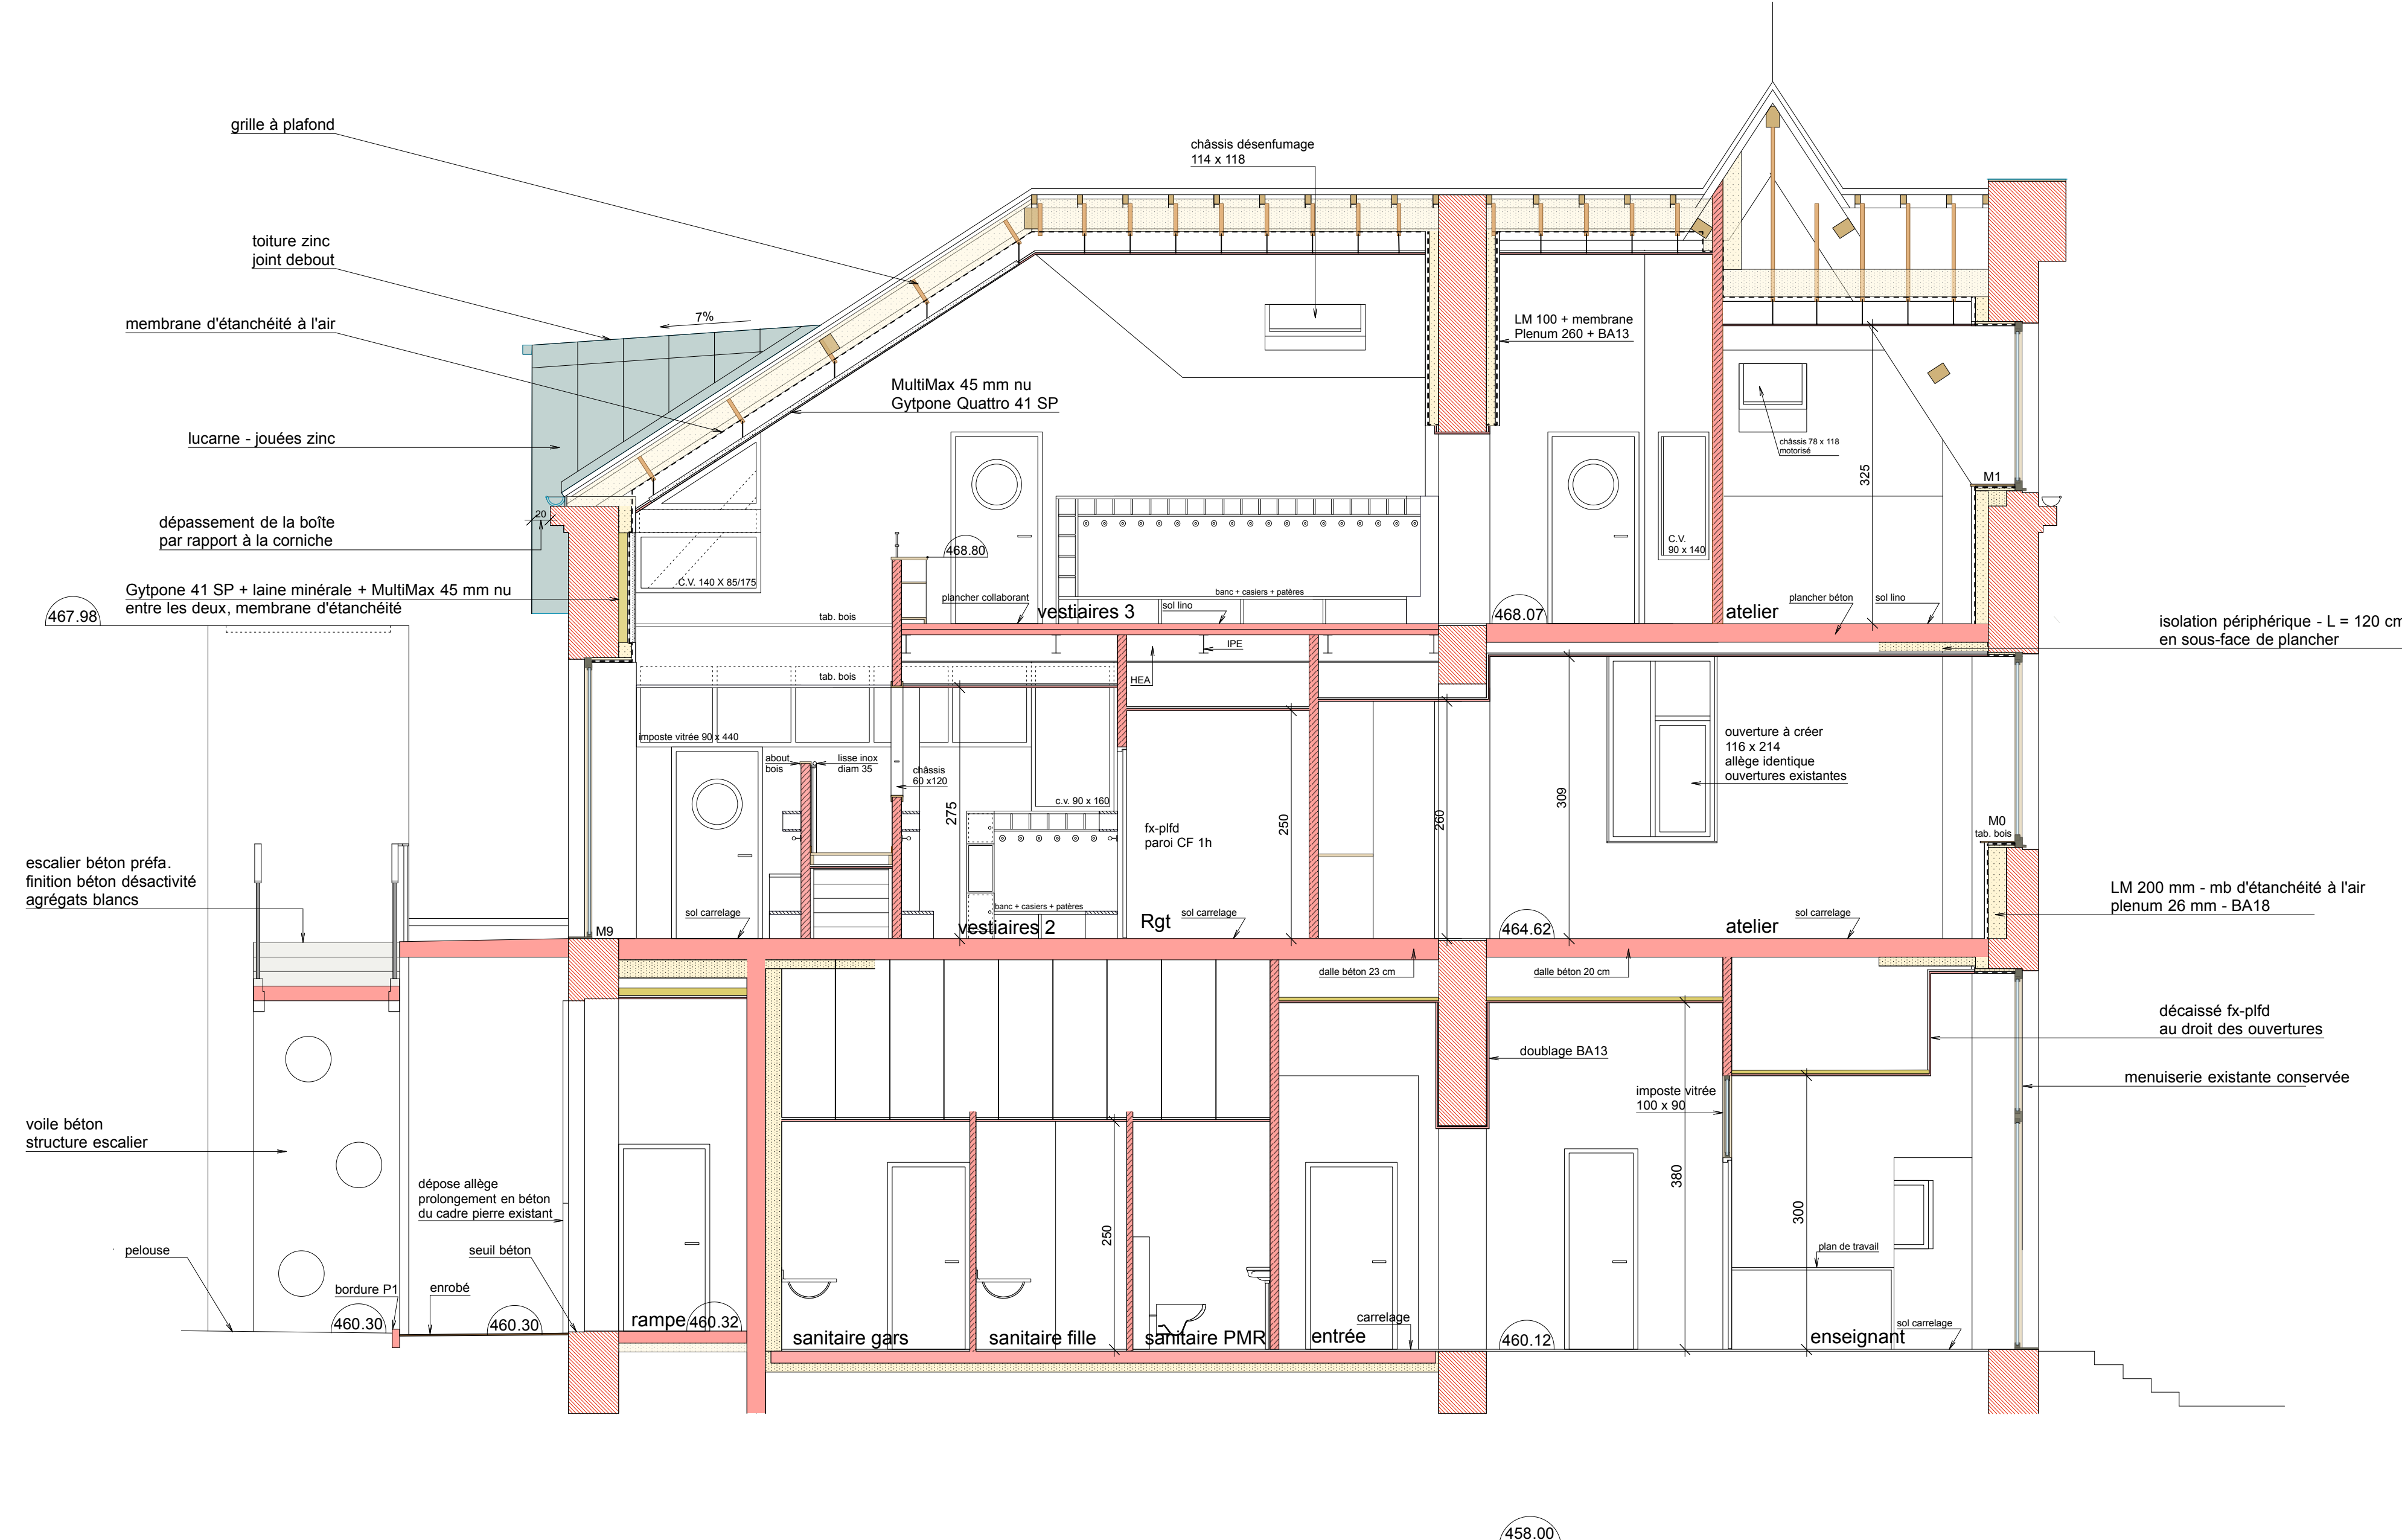 grille à plafond
châssis désenfumage
114 x 118
toiture zinc
joint debout
7%
membrane d'étanchéité à l'air
LM 100 + membrane
Plenum 260 + BA13
MultiMax 45 mm nu
Gytpone Quattro 41 SP
lucarne - jouées zinc
châssis 78 x 118
motorisé
325
M1
20
dépassement de la boîte
par rapport à la corniche
468.80
C.V.
90 x 140
C.V. 140 X 85/175
Gytpone 41 SP + laine minérale + MultiMax 45 mm nu
entre les deux, membrane d'étanchéité
banc + casiers + patères
plancher collaborant
vestiaires 3
sol lino
468.07
atelier
plancher béton
sol lino
467.98
tab. bois
isolation périphérique - L = 120 cm
en sous-face de plancher
IPE
HEA
tab. bois
imposte vitrée 90 x 440
about
bois
lisse inox
diam 35
châssis
60 x120
275
c.v. 90 x 160
fx-plfd
paroi CF 1h
250
260
309
ouverture à créer
116 x 214
allège identique
ouvertures existantes
M0
tab. bois
escalier béton préfa.
finition béton désactivité
agrégats blancs
LM 200 mm - mb d'étanchéité à l'air
plenum 26 mm - BA18
banc + casiers + patères
sol carrelage
vestiaires 2
Rgt
sol carrelage
464.62
atelier
sol carrelage
M9
dalle béton 23 cm
dalle béton 20 cm
décaissé fx-plfd
au droit des ouvertures
doublage BA13
menuiserie existante conservée
imposte vitrée
100 x 90
voile béton
structure escalier
dépose allège
prolongement en béton
du cadre pierre existant
250
380
300
pelouse
seuil béton
plan de travail
bordure P1
enrobé
460.30
460.30
rampe
460.32
sanitaire gars
sanitaire fille
sanitaire PMR
entrée
carrelage
460.12
enseignant
sol carrelage
458.00